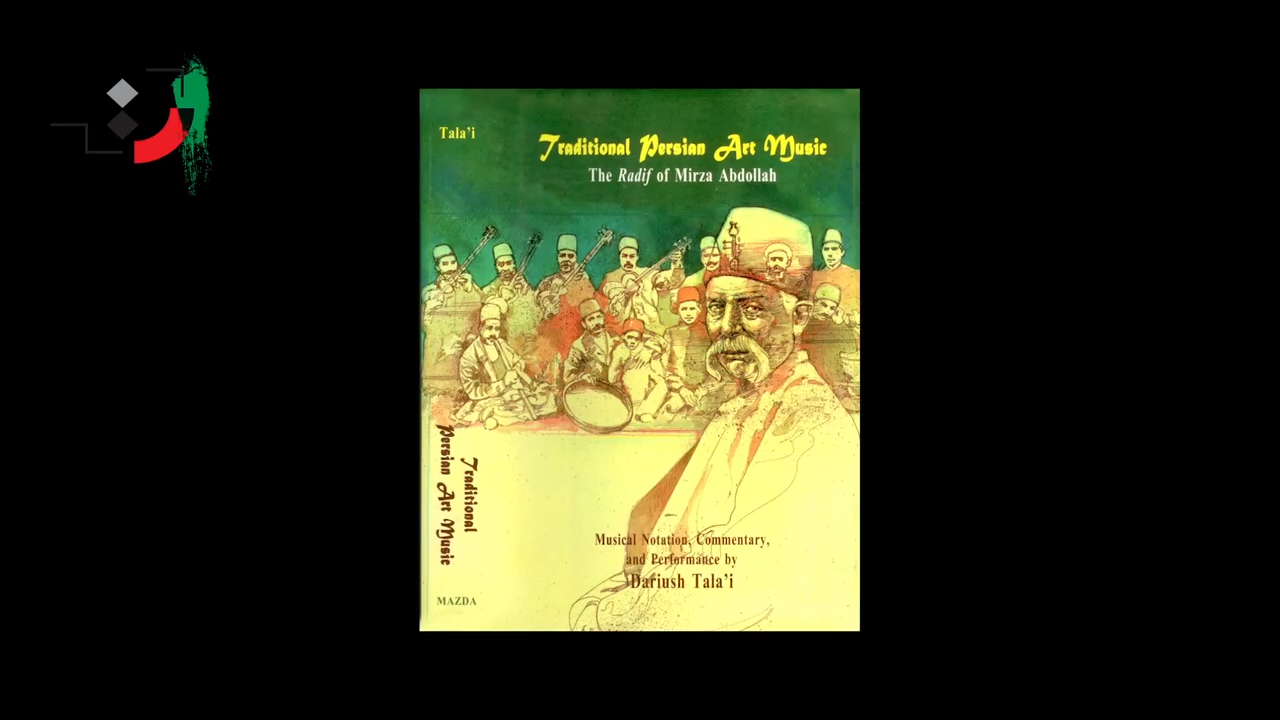 Tala'i
Traditional Persian Art Music
The Radif of Mirza Abdollah
Traditional
Persian Art Music
Musical Notation, Commentary,
and Performance by
Dariush Tala'i
MAZDA